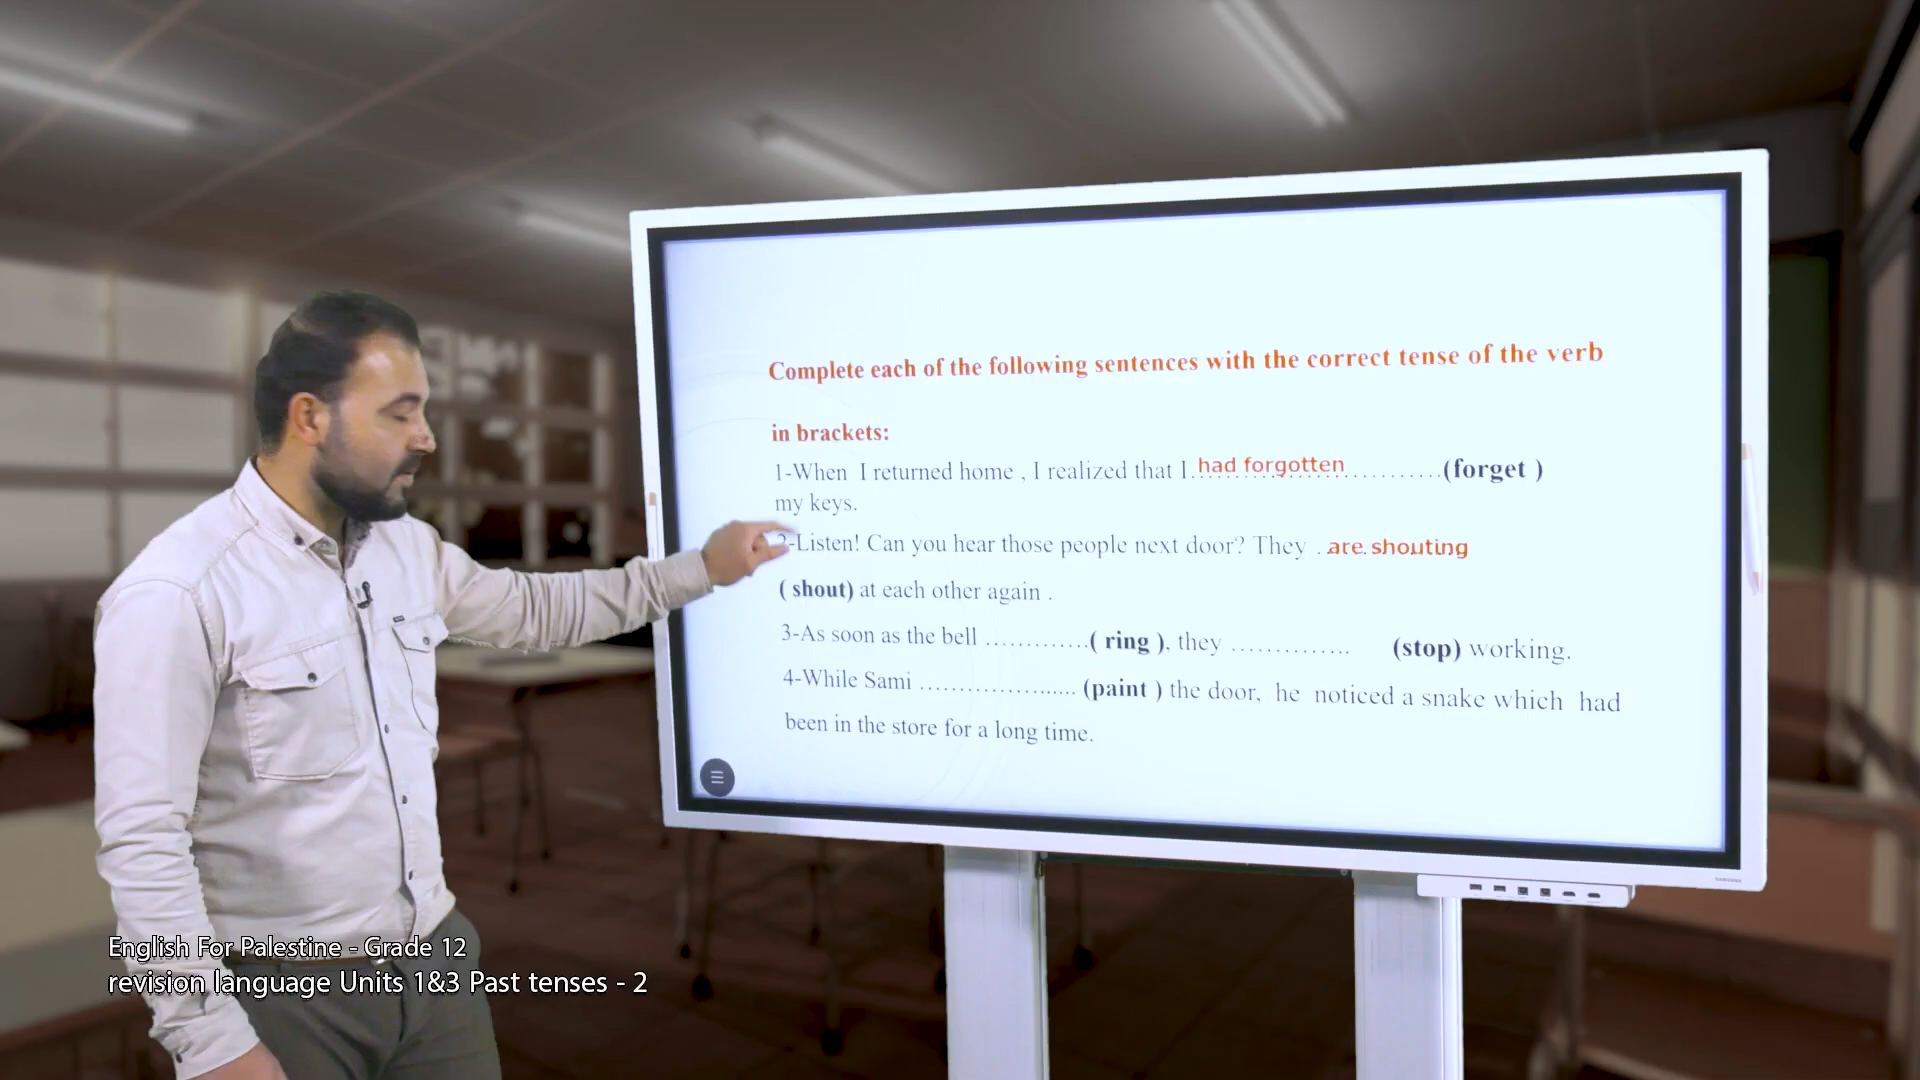 Complete each of the following sentences with the correct tense of the verb
in brackets:
1-When I returned home , I realized that I had forgotten ..........(forget )
my keys.
2-Listen! Can you hear those people next door? They . are shouting
( shout) at each other again .
3-As soon as the bell .............( ring ), they .............. (stop) working.
4-While Sami ...................... (paint ) the door, he noticed a snake which had
been in the store for a long time.
English For Palestine - Grade 12
revision language Units 1&3 Past tenses - 2